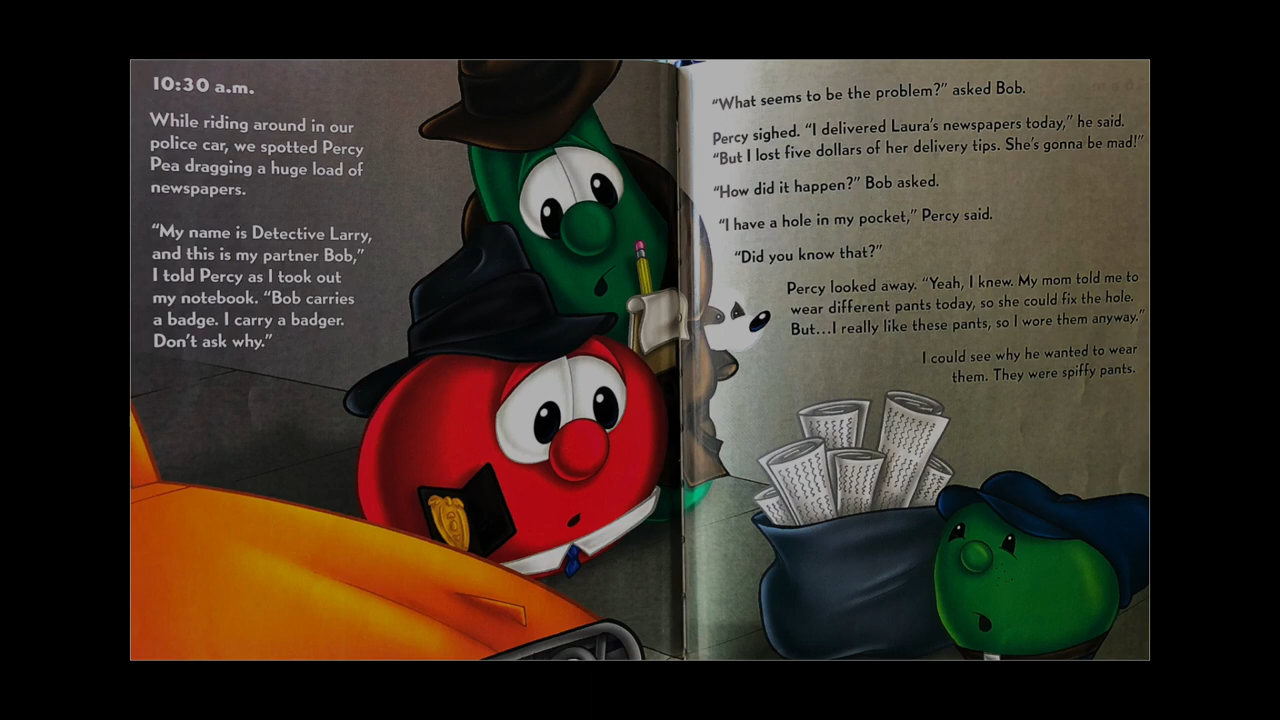 10:30 a.m.
While riding around in our
police car, we spotted Percy
Pea dragging a huge load of
newspapers.
“My name is Detective Larry,
and this is my partner Bob,”
I told Percy as I took out
my notebook. “Bob carries
a badge. I carry a badger.
Don’t ask why.”
“What seems to be the problem?” asked Bob.
Percy sighed. “I delivered Laura’s newspapers today,” he said.
“But I lost five dollars of her delivery tips. She’s gonna be mad!”
“How did it happen?” Bob asked.
“I have a hole in my pocket,” Percy said.
“Did you know that?”
Percy looked away. “Yeah, I knew. My mom told me to
wear different pants today, so she could fix the hole.
But...I really like these pants, so I wore them anyway.”
I could see why he wanted to wear
them. They were spiffy pants.